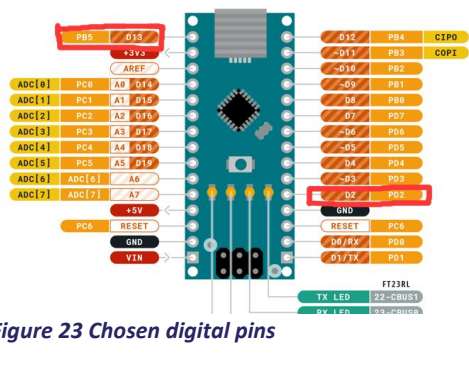 PB5 D13 D12 PB4 CIPO
+3V3 ~D11 PB3 COPI
AREF ~D10 PB2
ADC[0] PC0 A0 D14 ~D9 PB1
ADC[1] PC1 A1 D15 D8 PB0
ADC[2] PC2 A2 D16 D7 PD7
ADC[3] PC3 A3 D17 ~D6 PD6
ADC[4] PC4 A4 D18 ~D5 PD5
ADC[5] PC5 A5 D19 D4 PD4
ADC[6] ADC[6] A6 ~D3 PD3
ADC[7] ADC[7] A7 D2 PD2
+5V GND
PC6 RESET RESET PC6
GND D0/RX PD0
VIN D1/TX PD1
FT23RL
TX LED 22-CBUS1
RX LED 23-CBUS0
Figure 23 Chosen digital pins